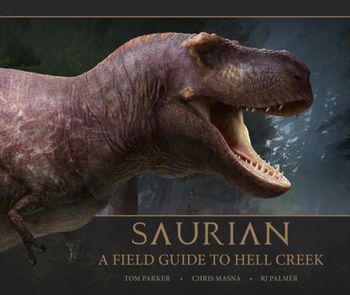 SAURIAN
A FIELD GUIDE TO HELL CREEK
TOM PARKER • CHRIS MASNA • RJ PALMER